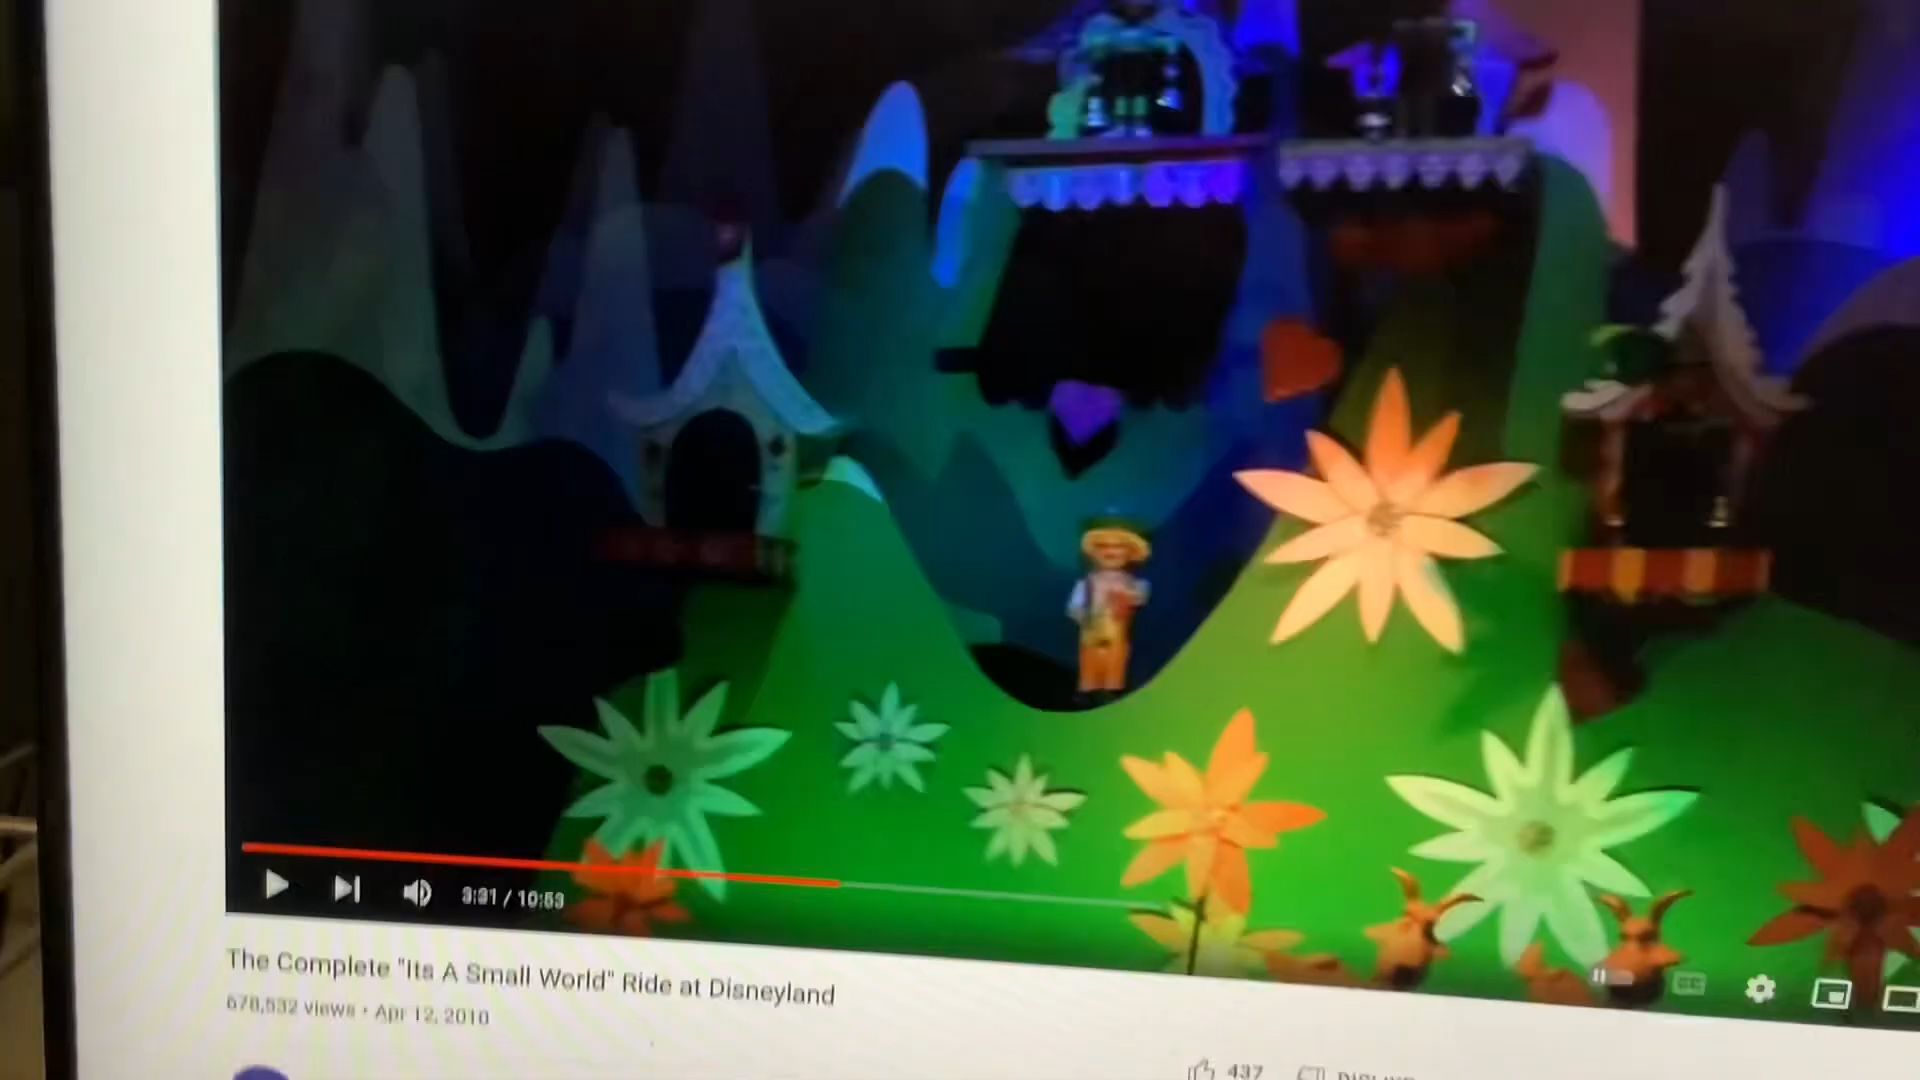 3:31 / 10:53
The Complete "Its A Small World" Ride at Disneyland
678,532 views • Apr 12, 2010
437